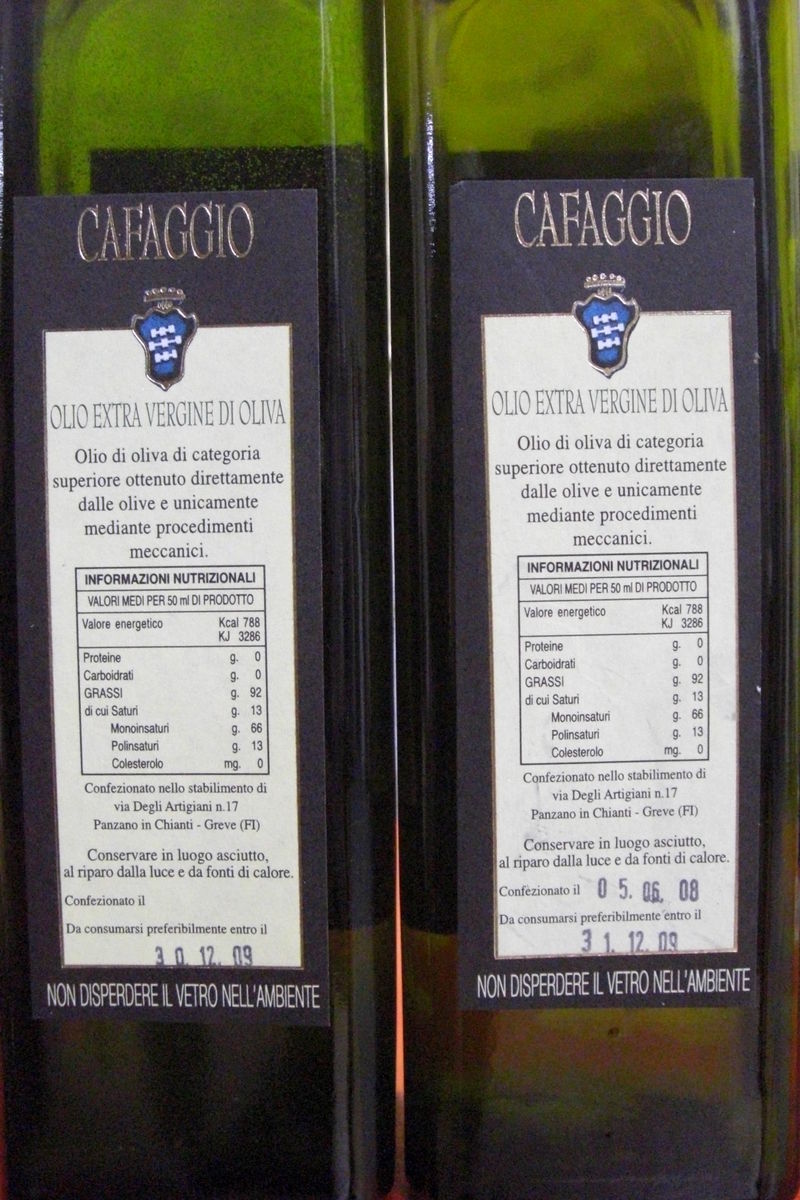 CAFAGGIO
OLIO EXTRA VERGINE DI OLIVA
Olio di oliva di categoria
superiore ottenuto direttamente
dalle olive e unicamente
mediante procedimenti
meccanici.
INFORMAZIONI NUTRIZIONALI
VALORI MEDI PER 50 ml DI PRODOTTO
Valore energetico Kcal 788
KJ 3286
Proteine g. 0
Carboidrati g. 0
GRASSI g. 92
di cui Saturi g. 13
Monoinsaturi g. 66
Polinsaturi g. 13
Colesterolo mg. 0
Confezionato nello stabilimento di
via Degli Artigiani n.17
Panzano in Chianti - Greve (FI)
Conservare in luogo asciutto,
al riparo dalla luce e da fonti di calore.
Confezionato il
Da consumarsi preferibilmente entro il
30.12.09
NON DISPERDERE IL VETRO NELL'AMBIENTE
CAFAGGIO
OLIO EXTRA VERGINE DI OLIVA
Olio di oliva di categoria
superiore ottenuto direttamente
dalle olive e unicamente
mediante procedimenti
meccanici.
INFORMAZIONI NUTRIZIONALI
VALORI MEDI PER 50 ml DI PRODOTTO
Valore energetico Kcal 788
KJ 3286
Proteine g. 0
Carboidrati g. 0
GRASSI g. 92
di cui Saturi g. 13
Monoinsaturi g. 66
Polinsaturi g. 13
Colesterolo mg. 0
Confezionato nello stabilimento di
via Degli Artigiani n.17
Panzano in Chianti - Greve (FI)
Conservare in luogo asciutto,
al riparo dalla luce e da fonti di calore.
Confezionato il 05.06.08
Da consumarsi preferibilmente entro il
31.12.09
NON DISPERDERE IL VETRO NELL'AMBIENTE